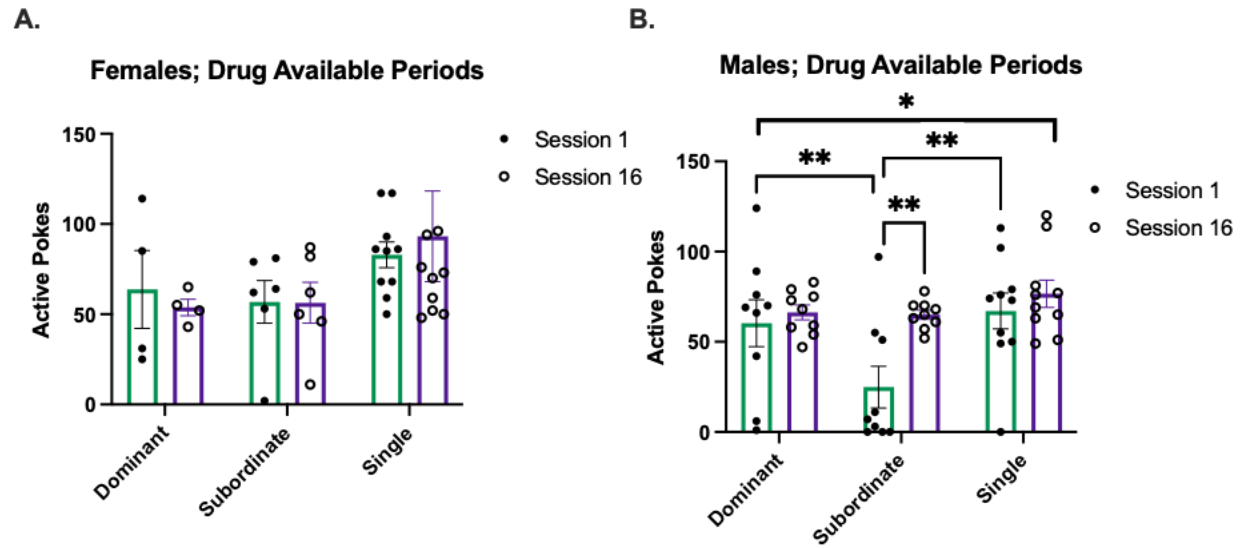 A.
Females; Drug Available Periods
Active Pokes
150
100
50
0
Dominant
Subordinate
Single
Session 1
Session 16
B.
Males; Drug Available Periods
*
**
**
**
Active Pokes
150
100
50
0
Dominant
Subordinate
Single
Session 1
Session 16